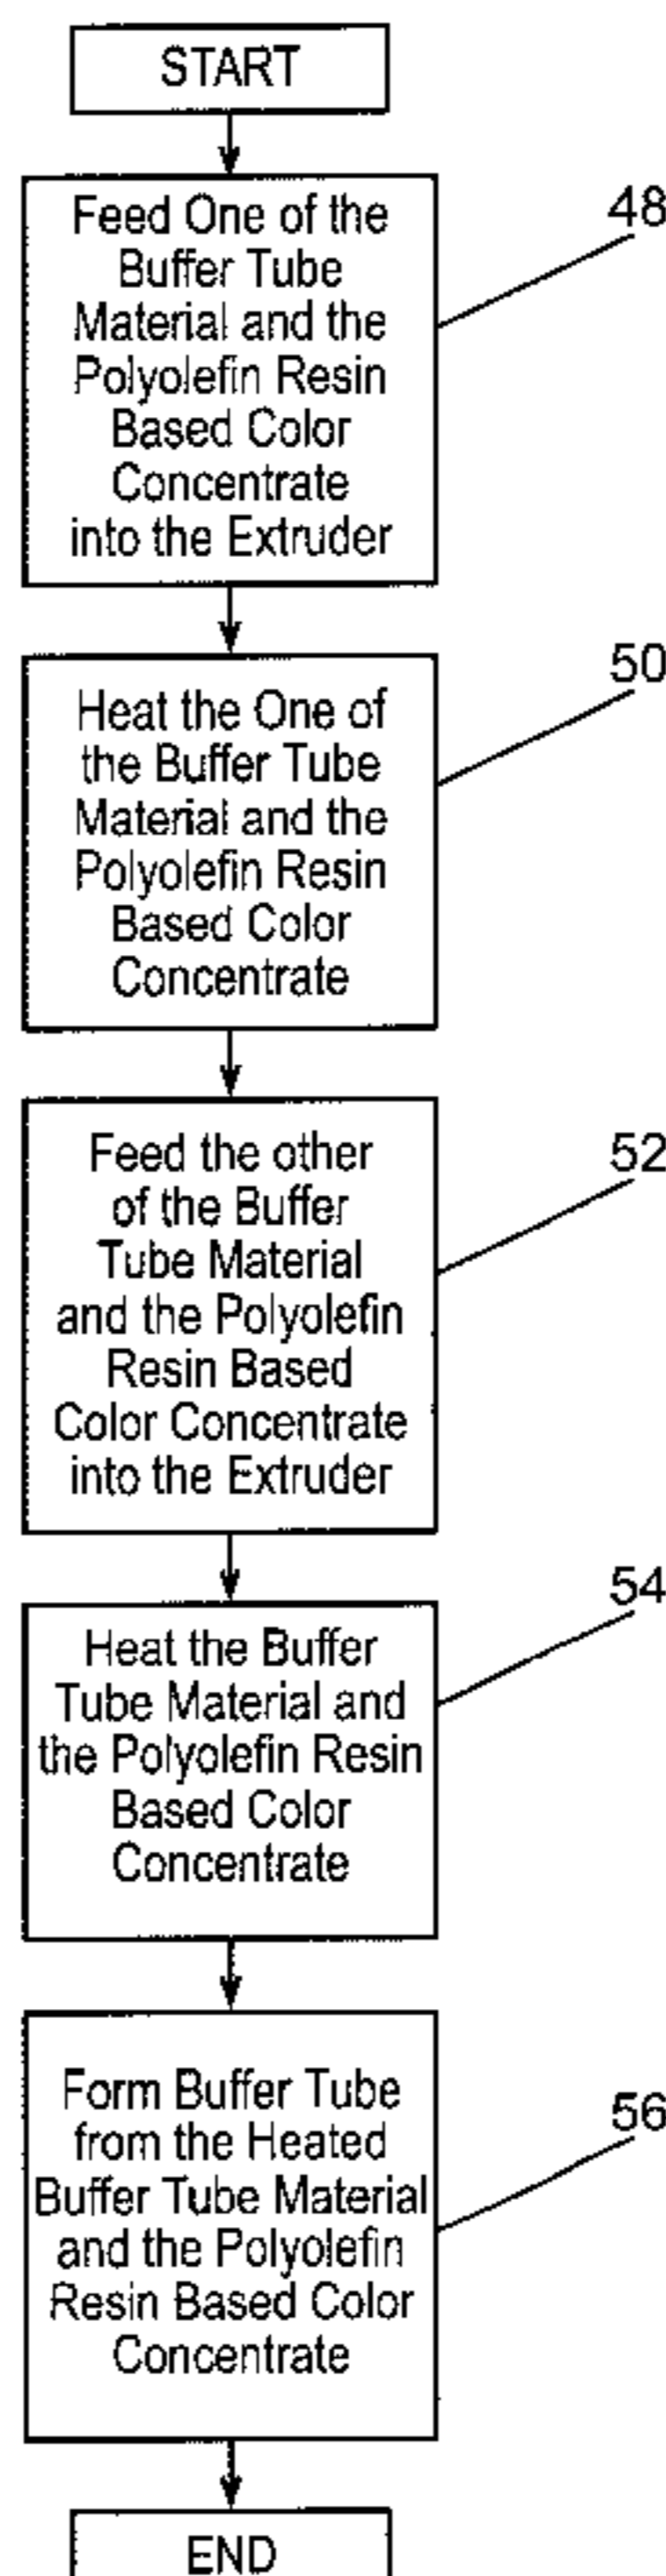 START
Feed One of the
Buffer Tube
Material and the
Polyolefin Resin
Based Color
Concentrate
into the Extruder
48
Heat the One of
the Buffer Tube
Material and the
Polyolefin Resin
Based Color
Concentrate
50
Feed the other
of the Buffer
Tube Material
and the Polyolefin
Resin Based
Color Concentrate
into the Extruder
52
Heat the Buffer
Tube Material and
the Polyolefin Resin
Based Color
Concentrate
54
Form Buffer Tube
from the Heated
Buffer Tube Material
and the Polyolefin
Resin Based Color
Concentrate
56
END